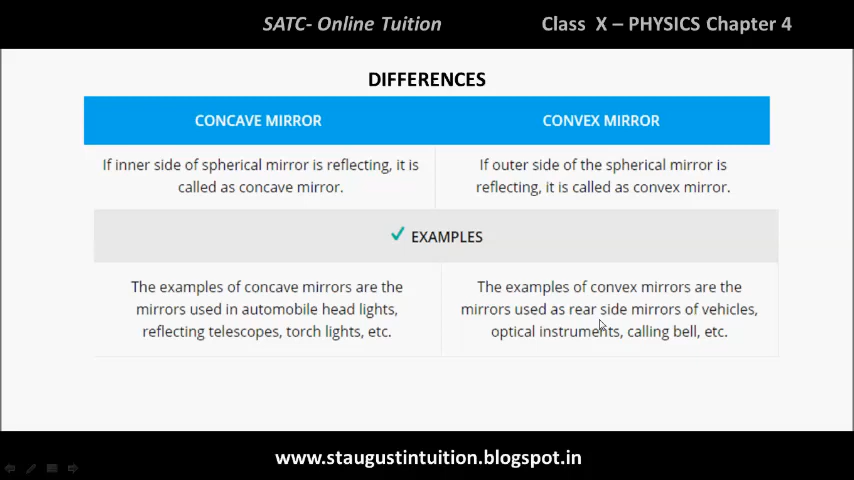 SATC- Online Tuition
Class X – PHYSICS Chapter 4
DIFFERENCES
CONCAVE MIRROR
CONVEX MIRROR
If inner side of spherical mirror is reflecting, it is
called as concave mirror.
If outer side of the spherical mirror is
reflecting, it is called as convex mirror.
EXAMPLES
The examples of concave mirrors are the
mirrors used in automobile head lights,
reflecting telescopes, torch lights, etc.
The examples of convex mirrors are the
mirrors used as rear side mirrors of vehicles,
optical instruments, calling bell, etc.
www.staugustintuition.blogspot.in